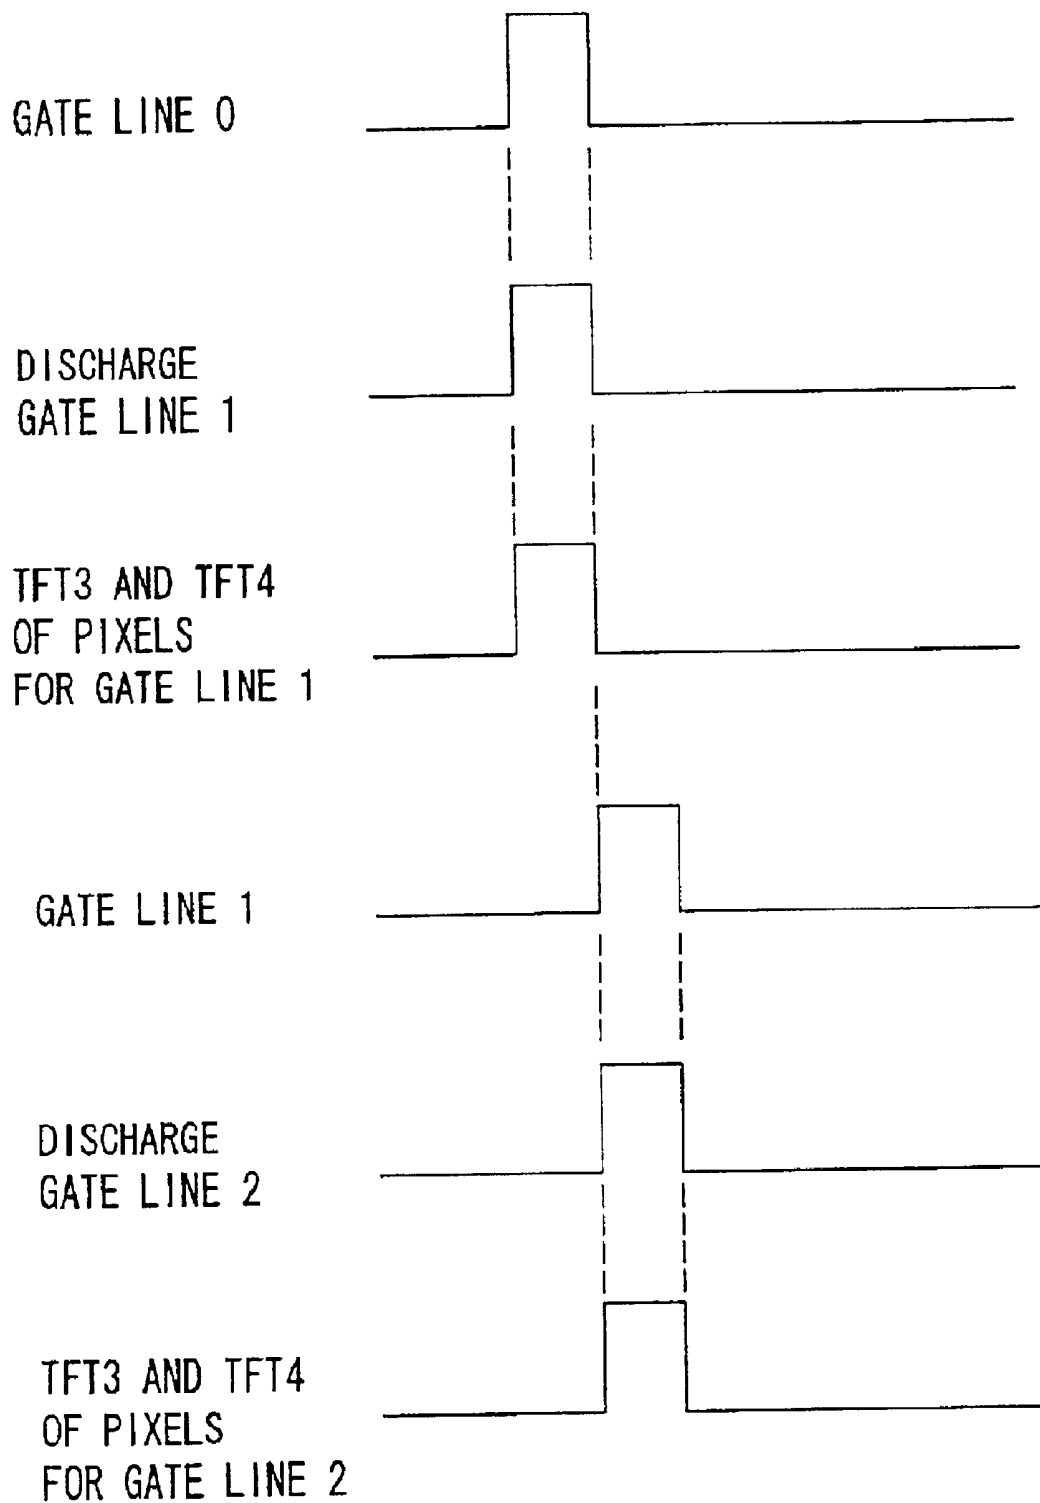 GATE LINE 0
DISCHARGE
GATE LINE 1
TFT3 AND TFT4
OF PIXELS
FOR GATE LINE 1
GATE LINE 1
DISCHARGE
GATE LINE 2
TFT3 AND TFT4
OF PIXELS
FOR GATE LINE 2